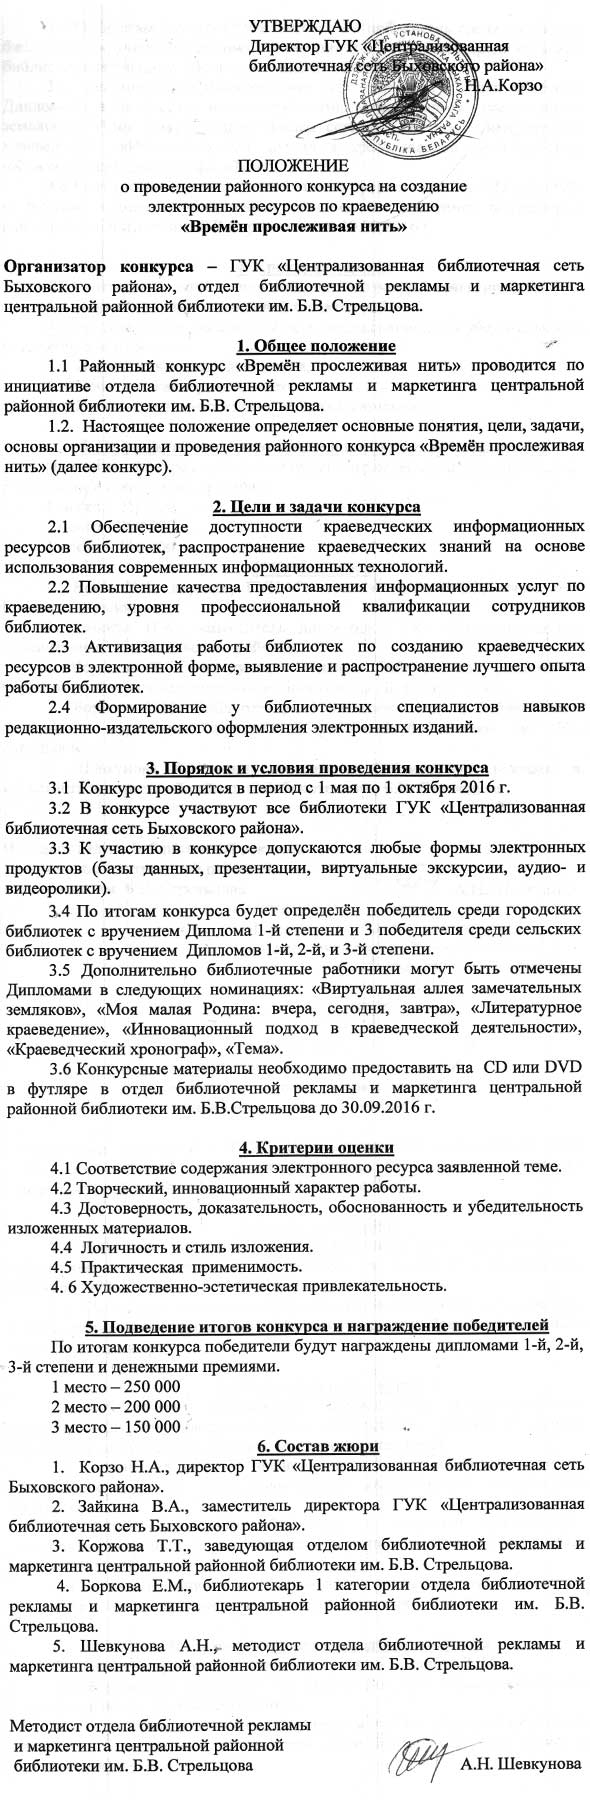 УТВЕРЖДАЮ
Директор ГУК «Централизованная
библиотечная сеть Быховского района»
Н.А.Корзо
ПОЛОЖЕНИЕ
о проведении районного конкурса на создание
электронных ресурсов по краеведению
«Времён прослеживая нить»
Организатор конкурса – ГУК «Централизованная библиотечная сеть
Быховского района», отдел библиотечной рекламы и маркетинга
центральной районной библиотеки им. Б.В. Стрельцова.
1. Общее положение
1.1 Районный конкурс «Времён прослеживая нить» проводится по
инициативе отдела библиотечной рекламы и маркетинга центральной
районной библиотеки им. Б.В. Стрельцова.
1.2. Настоящее положение определяет основные понятия, цели, задачи,
основы организации и проведения районного конкурса «Времён прослеживая
нить» (далее конкурс).
2. Цели и задачи конкурса
2.1 Обеспечение доступности краеведческих информационных
ресурсов библиотек, распространение краеведческих знаний на основе
использования современных информационных технологий.
2.2 Повышение качества предоставления информационных услуг по
краеведению, уровня профессиональной квалификации сотрудников
библиотек.
2.3 Активизация работы библиотек по созданию краеведческих
ресурсов в электронной форме, выявление и распространение лучшего опыта
работы библиотек.
2.4 Формирование у библиотечных специалистов навыков
редакционно-издательского оформления электронных изданий.
3. Порядок и условия проведения конкурса
3.1 Конкурс проводится в период с 1 мая по 1 октября 2016 г.
3.2 В конкурсе участвуют все библиотеки ГУК «Централизованная
библиотечная сеть Быховского района».
3.3 К участию в конкурсе допускаются любые формы электронных
продуктов (базы данных, презентации, виртуальные экскурсии, аудио- и
видеоролики).
3.4 По итогам конкурса будет определён победитель среди городских
библиотек с вручением Диплома 1-й степени и 3 победителя среди сельских
библиотек с вручением Дипломов 1-й, 2-й, и 3-й степени.
3.5 Дополнительно библиотечные работники могут быть отмечены
Дипломами в следующих номинациях: «Виртуальная аллея замечательных
земляков», «Моя малая Родина: вчера, сегодня, завтра», «Литературное
краеведение», «Инновационный подход в краеведческой деятельности»,
«Краеведческий хронограф», «Тема».
3.6 Конкурсные материалы необходимо предоставить на CD или DVD
в футляре в отдел библиотечной рекламы и маркетинга центральной
районной библиотеки им. Б.В.Стрельцова до 30.09.2016 г.
4. Критерии оценки
4.1 Соответствие содержания электронного ресурса заявленной теме.
4.2 Творческий, инновационный характер работы.
4.3 Достоверность, доказательность, обоснованность и убедительность
изложенных материалов.
4.4 Логичность и стиль изложения.
4.5 Практическая применимость.
4. 6 Художественно-эстетическая привлекательность.
5. Подведение итогов конкурса и награждение победителей
По итогам конкурса победители будут награждены дипломами 1-й, 2-й,
3-й степени и денежными премиями.
1 место – 250 000
2 место – 200 000
3 место – 150 000
6. Состав жюри
1. Корзо Н.А., директор ГУК «Централизованная библиотечная сеть
Быховского района».
2. Зайкина В.А., заместитель директора ГУК «Централизованная
библиотечная сеть Быховского района».
3. Коржова Т.Т., заведующая отделом библиотечной рекламы и
маркетинга центральной районной библиотеки им. Б.В. Стрельцова.
4. Боркова Е.М., библиотекарь 1 категории отдела библиотечной
рекламы и маркетинга центральной районной библиотеки им. Б.В.
Стрельцова.
5. Шевкунова А.Н., методист отдела библиотечной рекламы и
маркетинга центральной районной библиотеки им. Б.В. Стрельцова.
Методист отдела библиотечной рекламы
и маркетинга центральной районной
библиотеки им. Б.В. Стрельцова
А.Н. Шевкунова